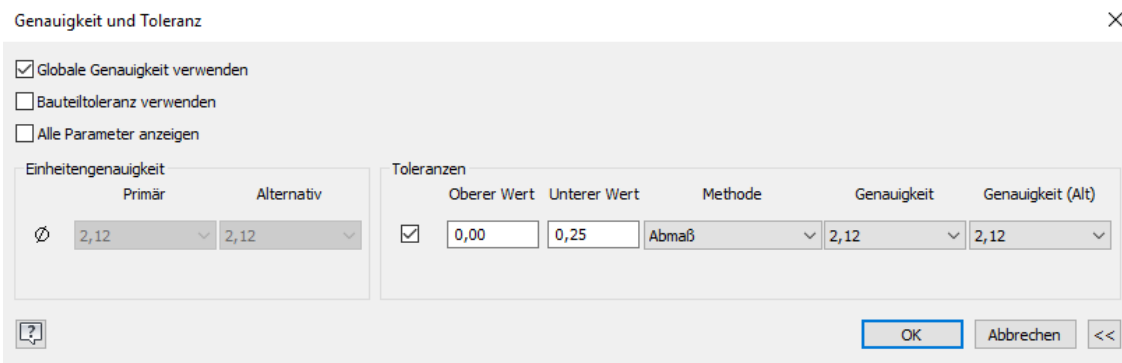 Genauigkeit und Toleranz
Globale Genauigkeit verwenden
Bauteiltoleranz verwenden
Alle Parameter anzeigen
Einheitengenauigkeit
Primär Alternativ
Ø 2,12 2,12
Toleranzen
Oberer Wert Unterer Wert Methode Genauigkeit Genauigkeit (Alt)
0,00 0,25 Abmaß 2,12 2,12
? OK Abbrechen <<